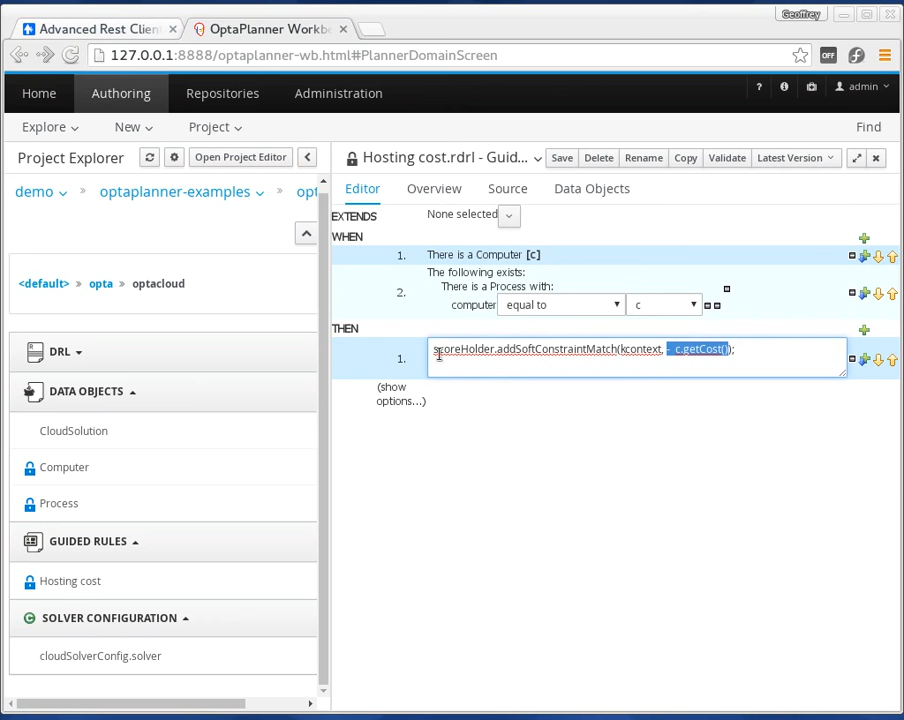 Geoffrey
Advanced Rest Client
OptaPlanner Workbe
127.0.0.1:8888/optaplanner-wb.html#PlannerDomainScreen
OFF
Home
Authoring
Repositories
Administration
?
admin
Explore
New
Project
Find
Project Explorer
Open Project Editor
demo » optaplanner-examples » opt
<default> » opta » optacloud
DRL
DATA OBJECTS
CloudSolution
Computer
Process
GUIDED RULES
Hosting cost
SOLVER CONFIGURATION
cloudSolverConfig.solver
Hosting cost.rdrl - Guid...
Save
Delete
Rename
Copy
Validate
Latest Version
Editor
Overview
Source
Data Objects
EXTENDS
None selected
WHEN
1.
There is a Computer [c]
2.
The following exists:
There is a Process with:
computer
equal to
c
THEN
1.
scoreHolder.addSoftConstraintMatch(kcontext, - c.getCost());
(show
options...)